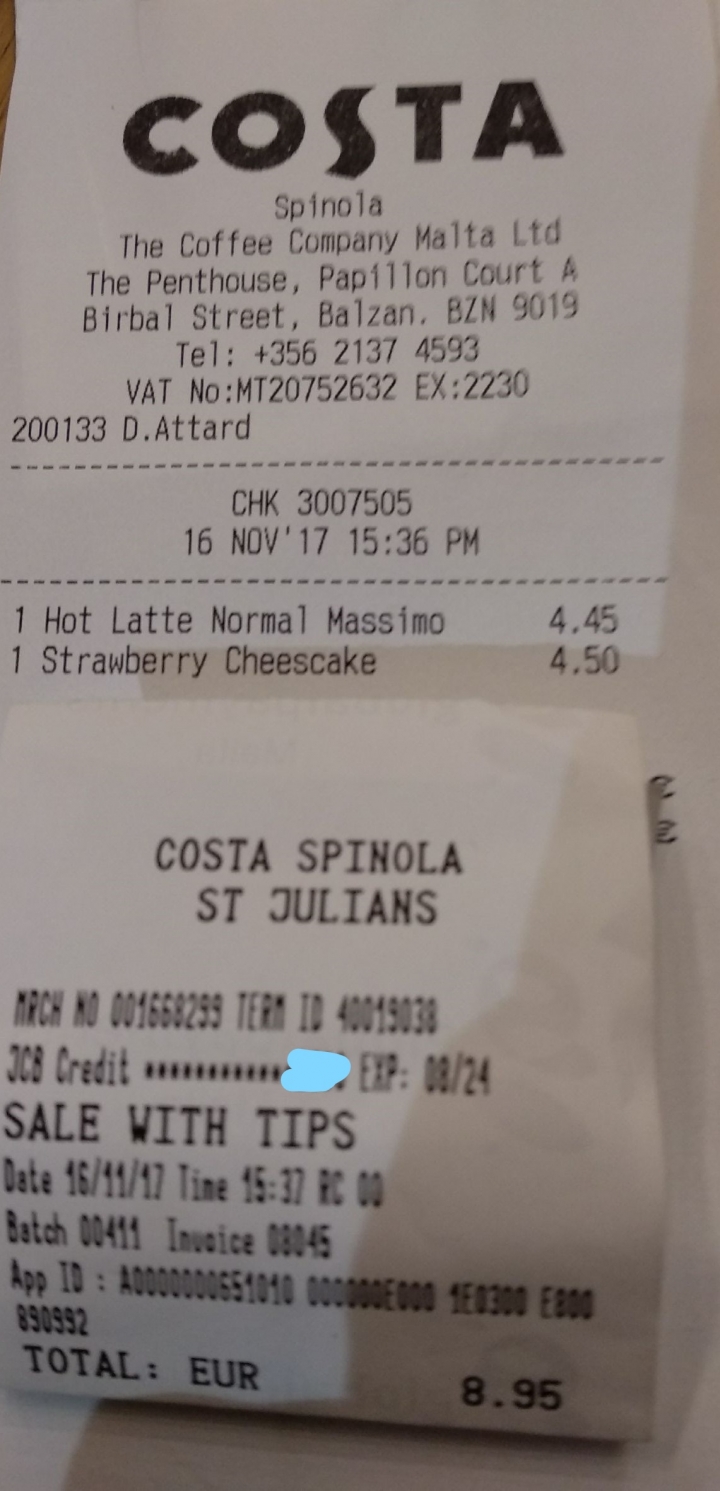 COSTA
Spinola
The Coffee Company Malta Ltd
The Penthouse, Papillon Court A
Birbal Street, Balzan. BZN 9019
Tel: +356 2137 4593
VAT No:MT20752632 EX:2230
200133 D.Attard
CHK 3007505
16 NOV'17 15:36 PM
1 Hot Latte Normal Massimo 4.45
1 Strawberry Cheescake 4.50
COSTA SPINOLA
ST JULIANS
MRCH NO 001668299 TERM ID 40019038
JCB Credit ************ EXP: 08/24
SALE WITH TIPS
Date 16/11/17 Time 15:37 RC 00
Batch 00411 Invoice 08045
App ID : A0000000651010 000000E000 1E0300 E800
890992
TOTAL: EUR 8.95